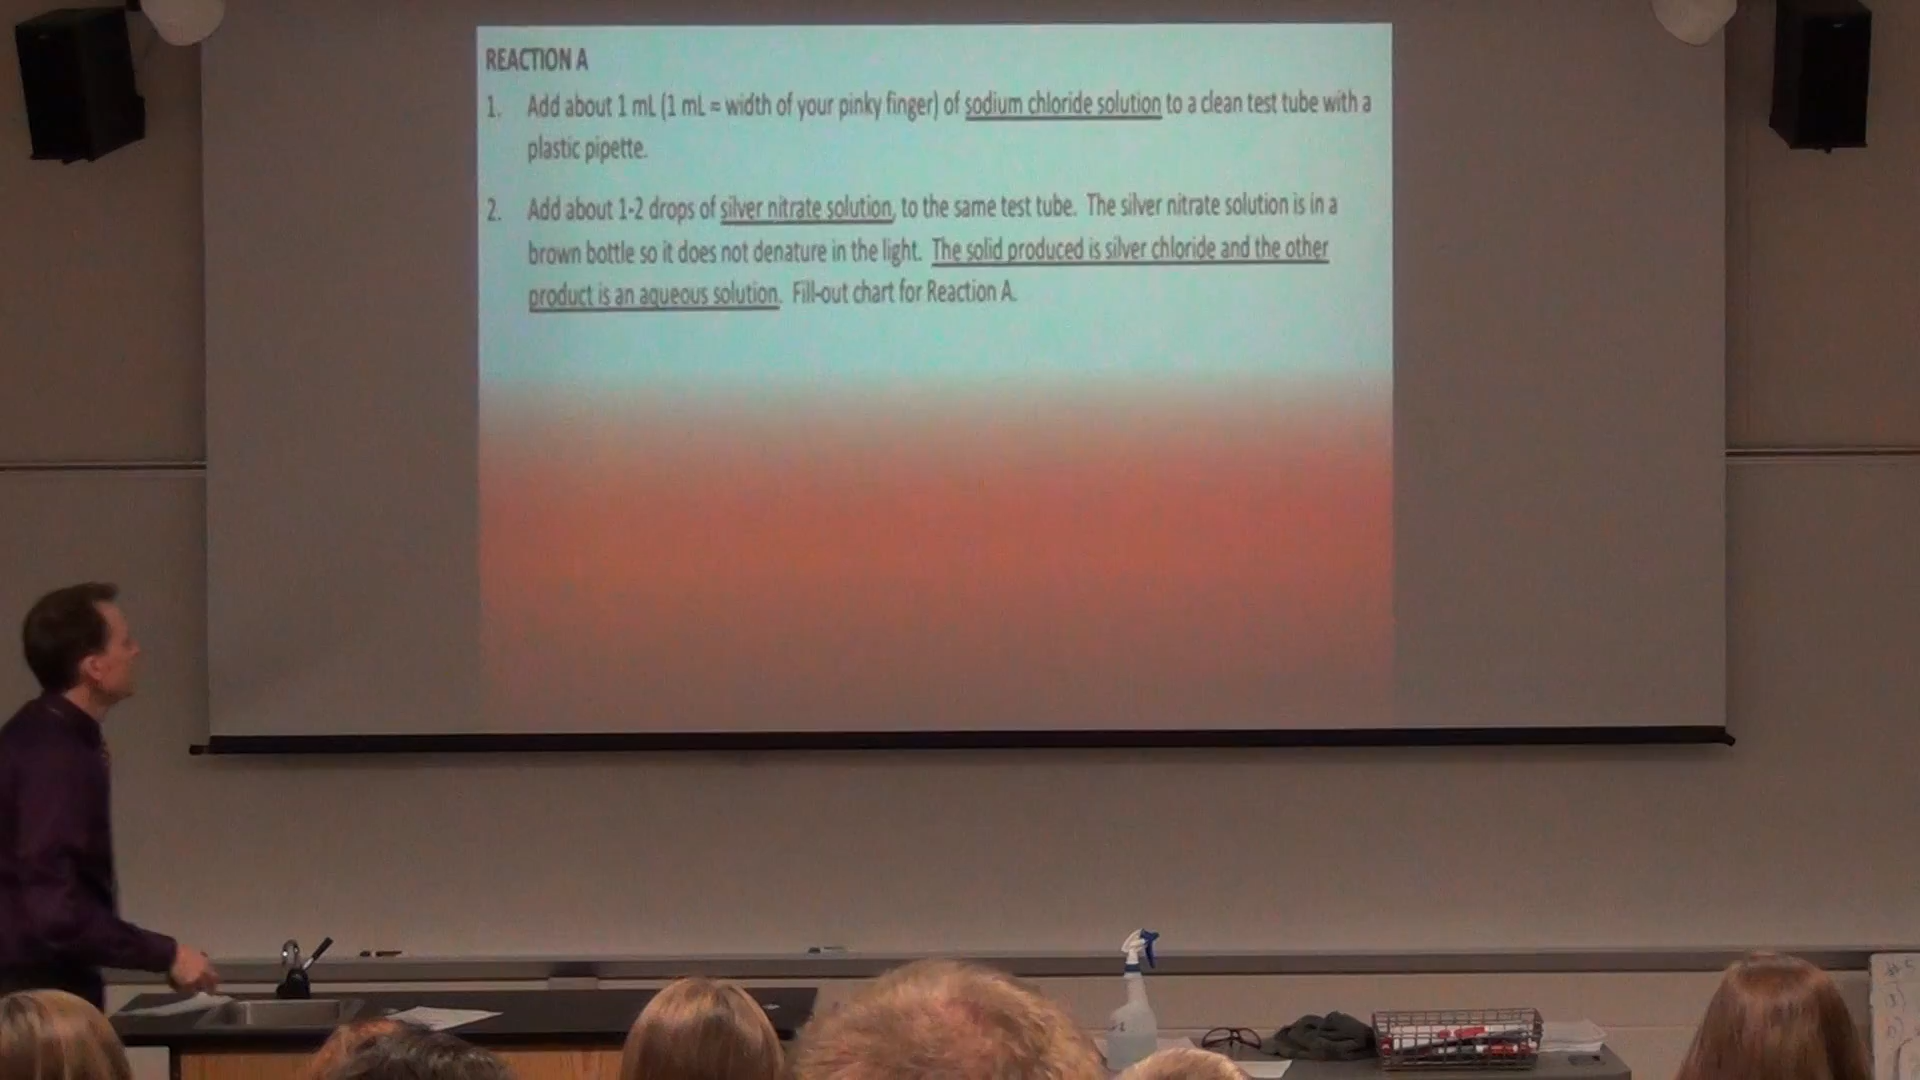 REACTION A
1. Add about 1 mL (1 mL ≈ width of your pinky finger) of sodium chloride solution to a clean test tube with a
plastic pipette.
2. Add about 1-2 drops of silver nitrate solution, to the same test tube. The silver nitrate solution is in a
brown bottle so it does not denature in the light. The solid produced is silver chloride and the other
product is an aqueous solution. Fill-out chart for Reaction A.